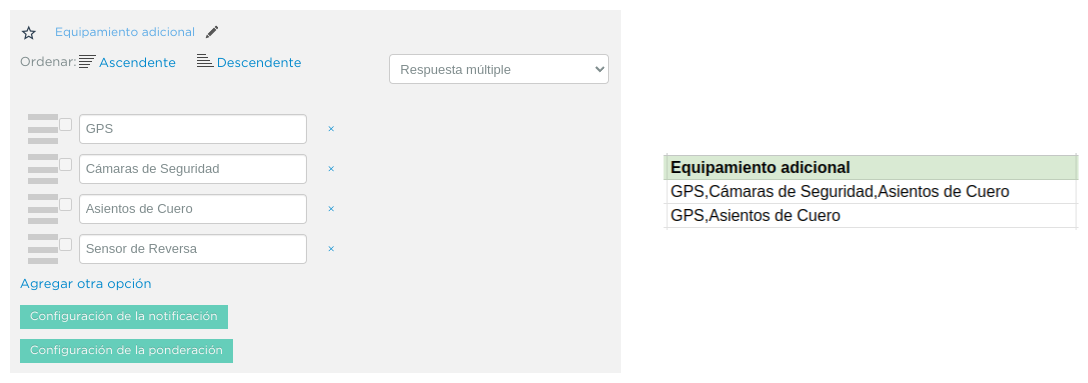 Equipamiento adicional
Ordenar: Ascendente Descendente
Respuesta múltiple
GPS ×
Cámaras de Seguridad ×
Asientos de Cuero ×
Sensor de Reversa ×
Agregar otra opción
Configuración de la notificación
Configuración de la ponderación
Equipamiento adicional
GPS,Cámaras de Seguridad,Asientos de Cuero
GPS,Asientos de Cuero